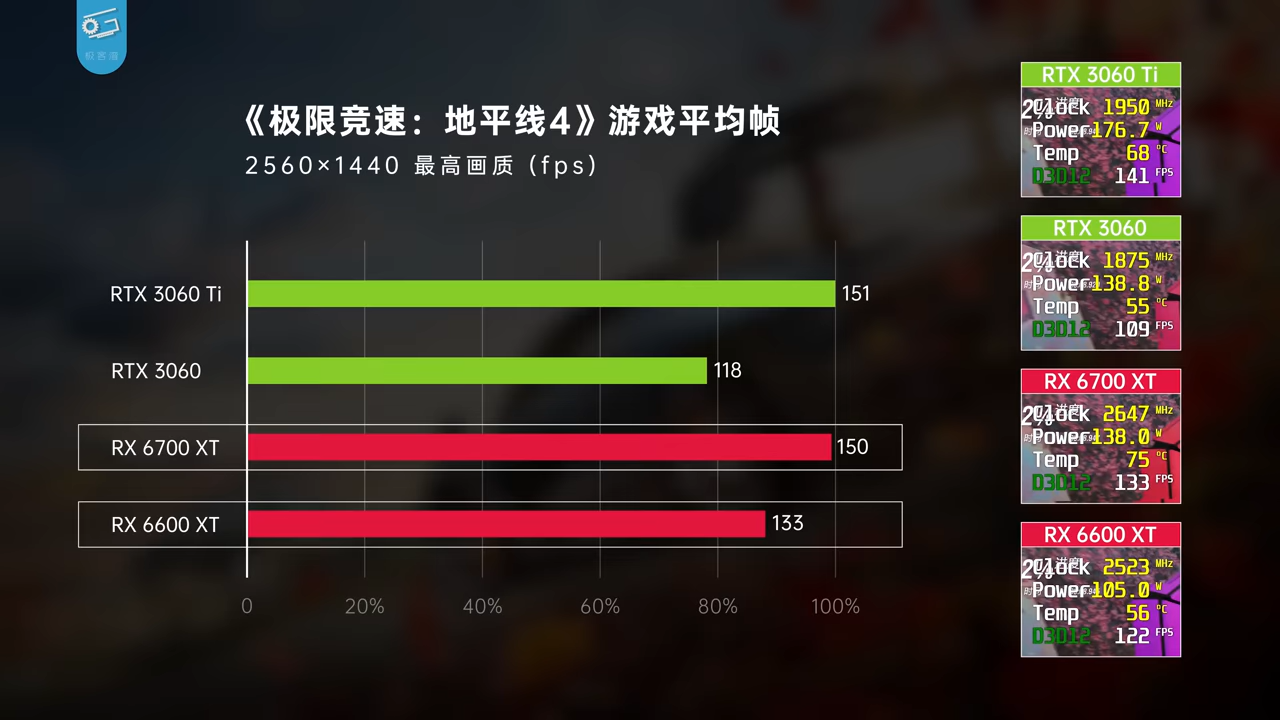 极客湾
《极限竞速：地平线4》游戏平均帧
2560×1440 最高画质 (fps)
RTX 3060 Ti
151
RTX 3060
118
RX 6700 XT
150
RX 6600 XT
133
0
20%
40%
60%
80%
100%
RTX 3060 Ti
Clock 1950 MHz
Power 176.7 W
Temp 68 °C
D3D12 141 FPS
RTX 3060
Clock 1875 MHz
Power 138.8 W
Temp 55 °C
D3D12 109 FPS
RX 6700 XT
Clock 2647 MHz
Power 138.0 W
Temp 75 °C
D3D12 133 FPS
RX 6600 XT
Clock 2523 MHz
Power 105.0 W
Temp 56 °C
D3D12 122 FPS